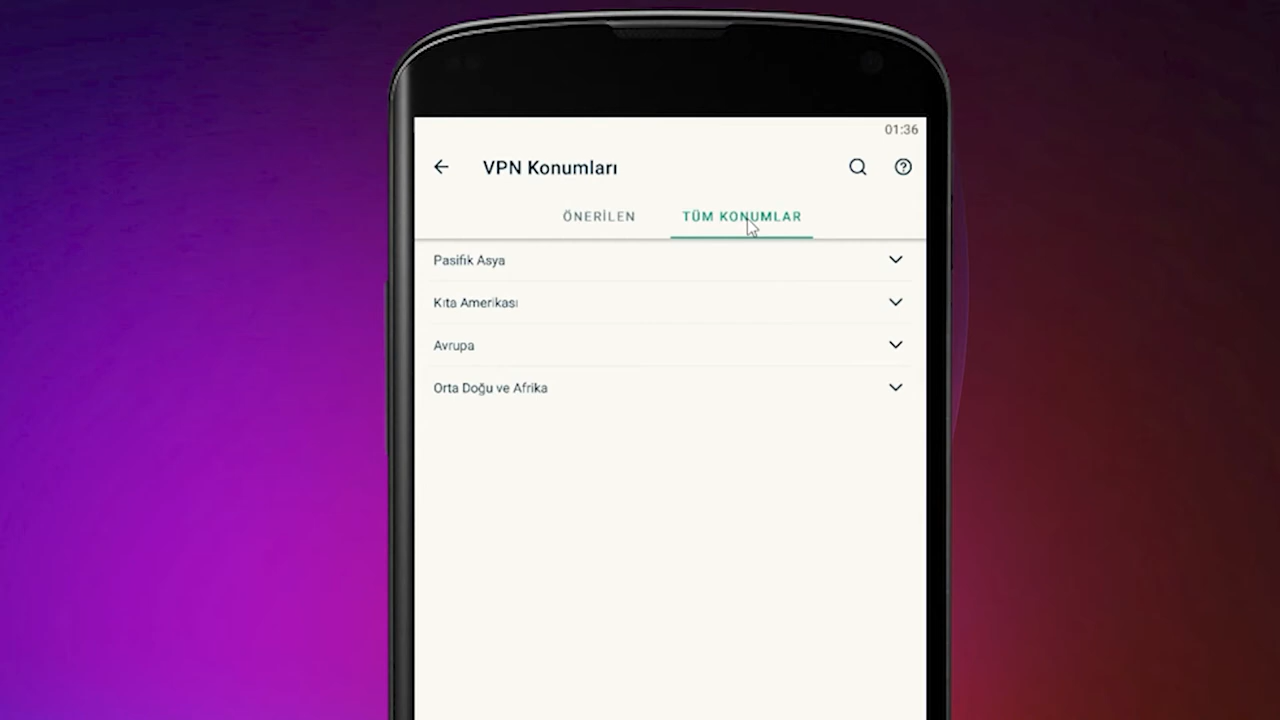 01:36
VPN Konumları
ÖNERİLEN TÜM KONUMLAR
Pasifik Asya
Kıta Amerikası
Avrupa
Orta Doğu ve Afrika